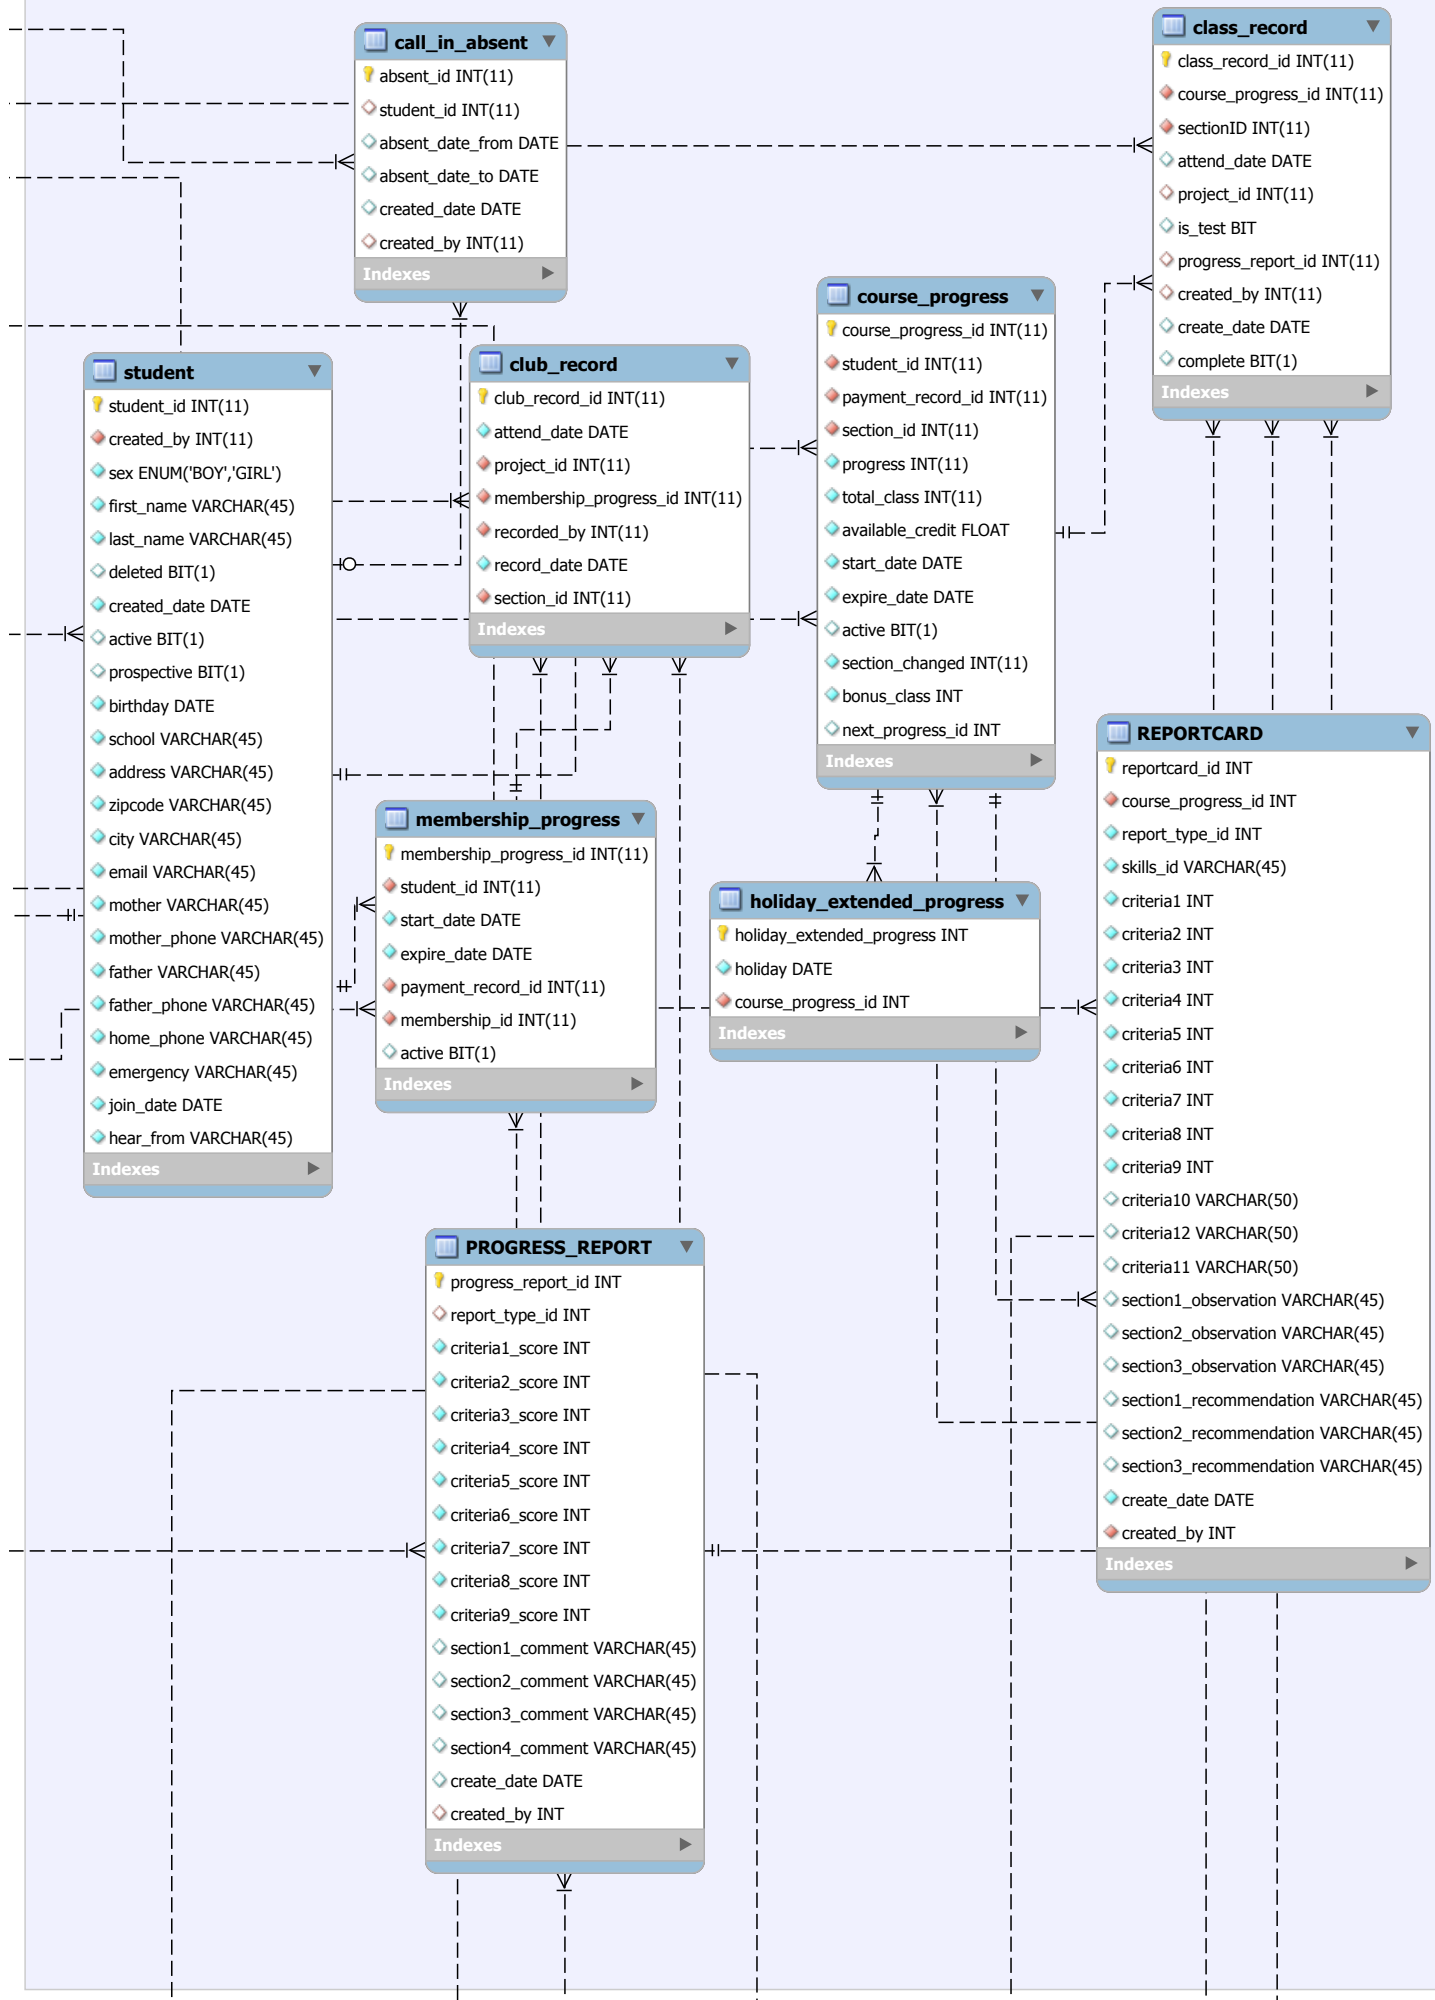 call_in_absent
absent_id INT(11)
student_id INT(11)
absent_date_from DATE
absent_date_to DATE
created_date DATE
created_by INT(11)
Indexes
class_record
class_record_id INT(11)
course_progress_id INT(11)
sectionID INT(11)
attend_date DATE
project_id INT(11)
is_test BIT
progress_report_id INT(11)
created_by INT(11)
create_date DATE
complete BIT(1)
Indexes
student
student_id INT(11)
created_by INT(11)
sex ENUM('BOY','GIRL')
first_name VARCHAR(45)
last_name VARCHAR(45)
deleted BIT(1)
created_date DATE
active BIT(1)
prospective BIT(1)
birthday DATE
school VARCHAR(45)
address VARCHAR(45)
zipcode VARCHAR(45)
city VARCHAR(45)
email VARCHAR(45)
mother VARCHAR(45)
mother_phone VARCHAR(45)
father VARCHAR(45)
father_phone VARCHAR(45)
home_phone VARCHAR(45)
emergency VARCHAR(45)
join_date DATE
hear_from VARCHAR(45)
Indexes
club_record
club_record_id INT(11)
attend_date DATE
project_id INT(11)
membership_progress_id INT(11)
recorded_by INT(11)
record_date DATE
section_id INT(11)
Indexes
course_progress
course_progress_id INT(11)
student_id INT(11)
payment_record_id INT(11)
section_id INT(11)
progress INT(11)
total_class INT(11)
available_credit FLOAT
start_date DATE
expire_date DATE
active BIT(1)
section_changed INT(11)
bonus_class INT
next_progress_id INT
Indexes
membership_progress
membership_progress_id INT(11)
student_id INT(11)
start_date DATE
expire_date DATE
payment_record_id INT(11)
membership_id INT(11)
active BIT(1)
Indexes
holiday_extended_progress
holiday_extended_progress INT
holiday DATE
course_progress_id INT
Indexes
REPORTCARD
reportcard_id INT
course_progress_id INT
report_type_id INT
skills_id VARCHAR(45)
criteria1 INT
criteria2 INT
criteria3 INT
criteria4 INT
criteria5 INT
criteria6 INT
criteria7 INT
criteria8 INT
criteria9 INT
criteria10 VARCHAR(50)
criteria12 VARCHAR(50)
criteria11 VARCHAR(50)
section1_observation VARCHAR(45)
section2_observation VARCHAR(45)
section3_observation VARCHAR(45)
section1_recommendation VARCHAR(45)
section2_recommendation VARCHAR(45)
section3_recommendation VARCHAR(45)
create_date DATE
created_by INT
Indexes
PROGRESS_REPORT
progress_report_id INT
report_type_id INT
criteria1_score INT
criteria2_score INT
criteria3_score INT
criteria4_score INT
criteria5_score INT
criteria6_score INT
criteria7_score INT
criteria8_score INT
criteria9_score INT
section1_comment VARCHAR(45)
section2_comment VARCHAR(45)
section3_comment VARCHAR(45)
section4_comment VARCHAR(45)
create_date DATE
created_by INT
Indexes